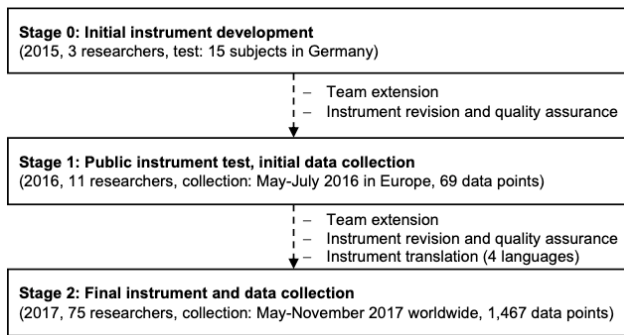 Stage 0: Initial instrument development
(2015, 3 researchers, test: 15 subjects in Germany)
– Team extension
– Instrument revision and quality assurance
Stage 1: Public instrument test, initial data collection
(2016, 11 researchers, collection: May-July 2016 in Europe, 69 data points)
– Team extension
– Instrument revision and quality assurance
– Instrument translation (4 languages)
Stage 2: Final instrument and data collection
(2017, 75 researchers, collection: May-November 2017 worldwide, 1,467 data points)